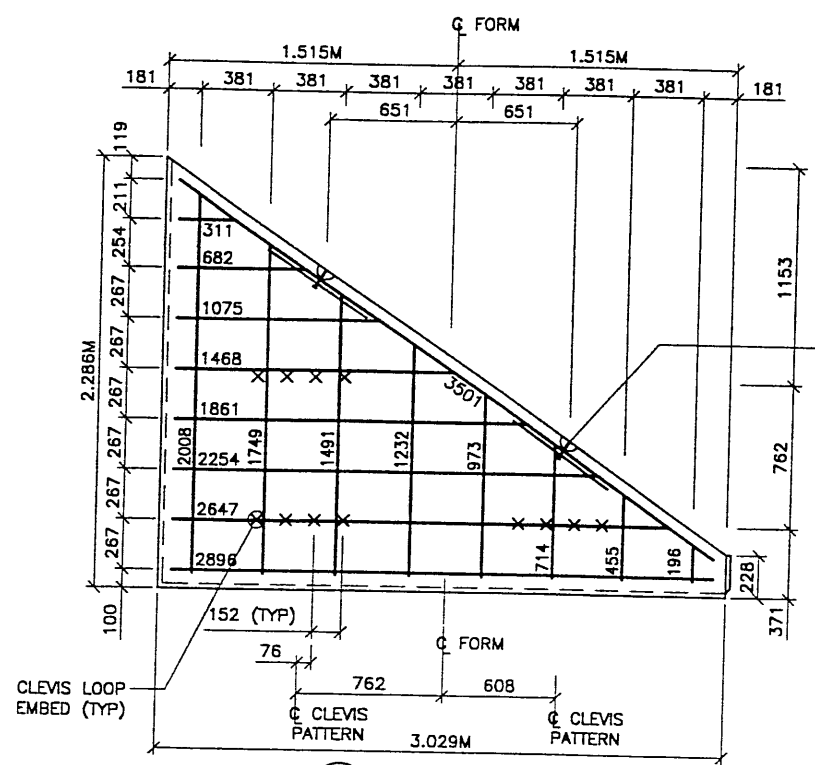 ℄ FORM
1.515M 1.515M
181 381 381 381 381 381 381 381 181
651 651
119
211
254
267
267
267
267
267
267
100
2.286M
311
682
1075
1468
1861
2254
2647
2896
3501
2008
1749
1491
1232
973
714
455
196
1153
762
371
228
152 (TYP)
76
℄ FORM
762 608
CLEVIS LOOP
EMBED (TYP)
℄ CLEVIS
PATTERN
℄ CLEVIS
PATTERN
3.029M